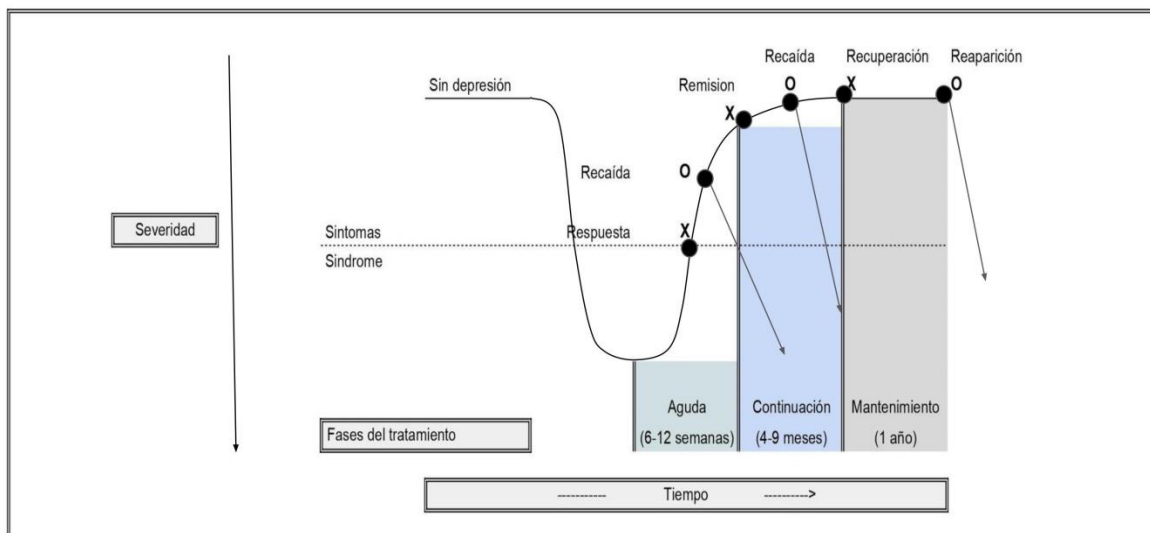 Recaída
Recuperación
Reaparición
O
X
O
Sin depresión
Remision
X
Recaída
O
Severidad
Sintomas
Respuesta
X
Sindrome
Aguda
(6-12 semanas)
Continuación
(4-9 meses)
Mantenimiento
(1 año)
Fases del tratamiento
----------- Tiempo ---------->